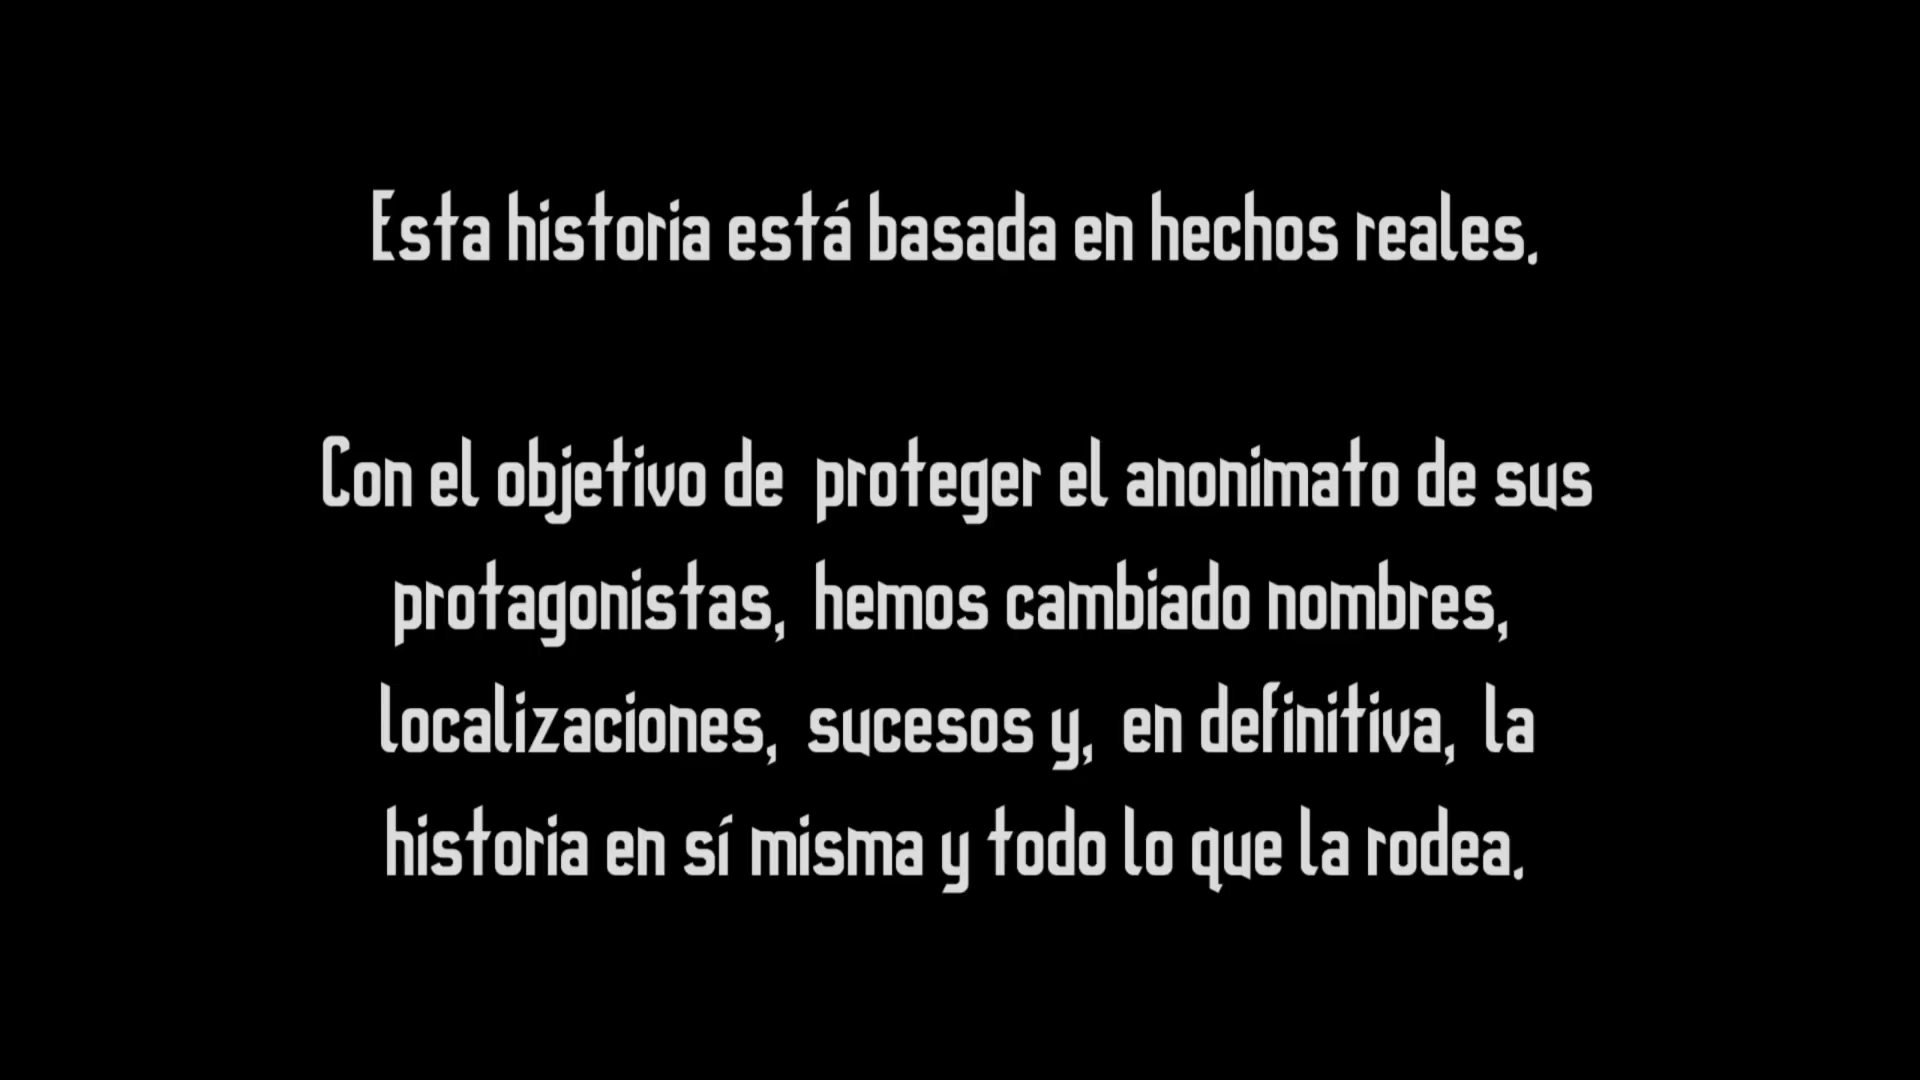 Esta historia está basada en hechos reales.
Con el objetivo de proteger el anonimato de sus
protagonistas, hemos cambiado nombres,
localizaciones, sucesos y, en definitiva, la
historia en sí misma y todo lo que la rodea.